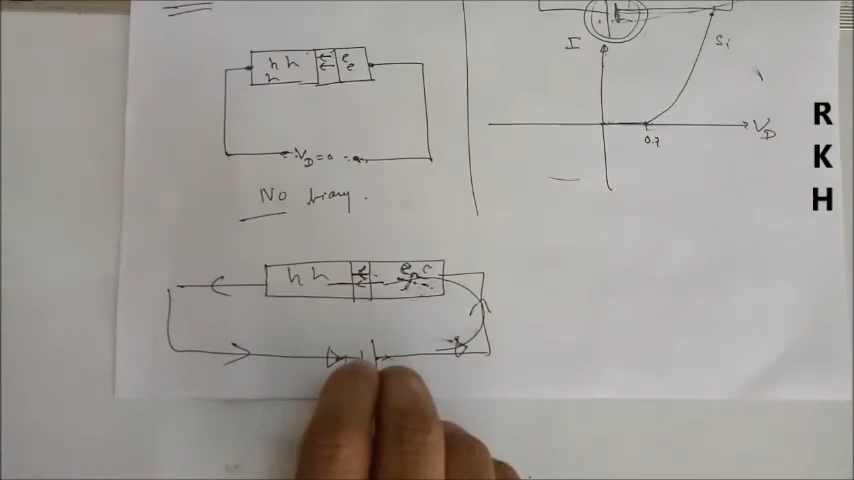 h h e
h e
V_D = 0
No biasing.
I
Si
0.7
V_D
h h e e n e
R
K
H